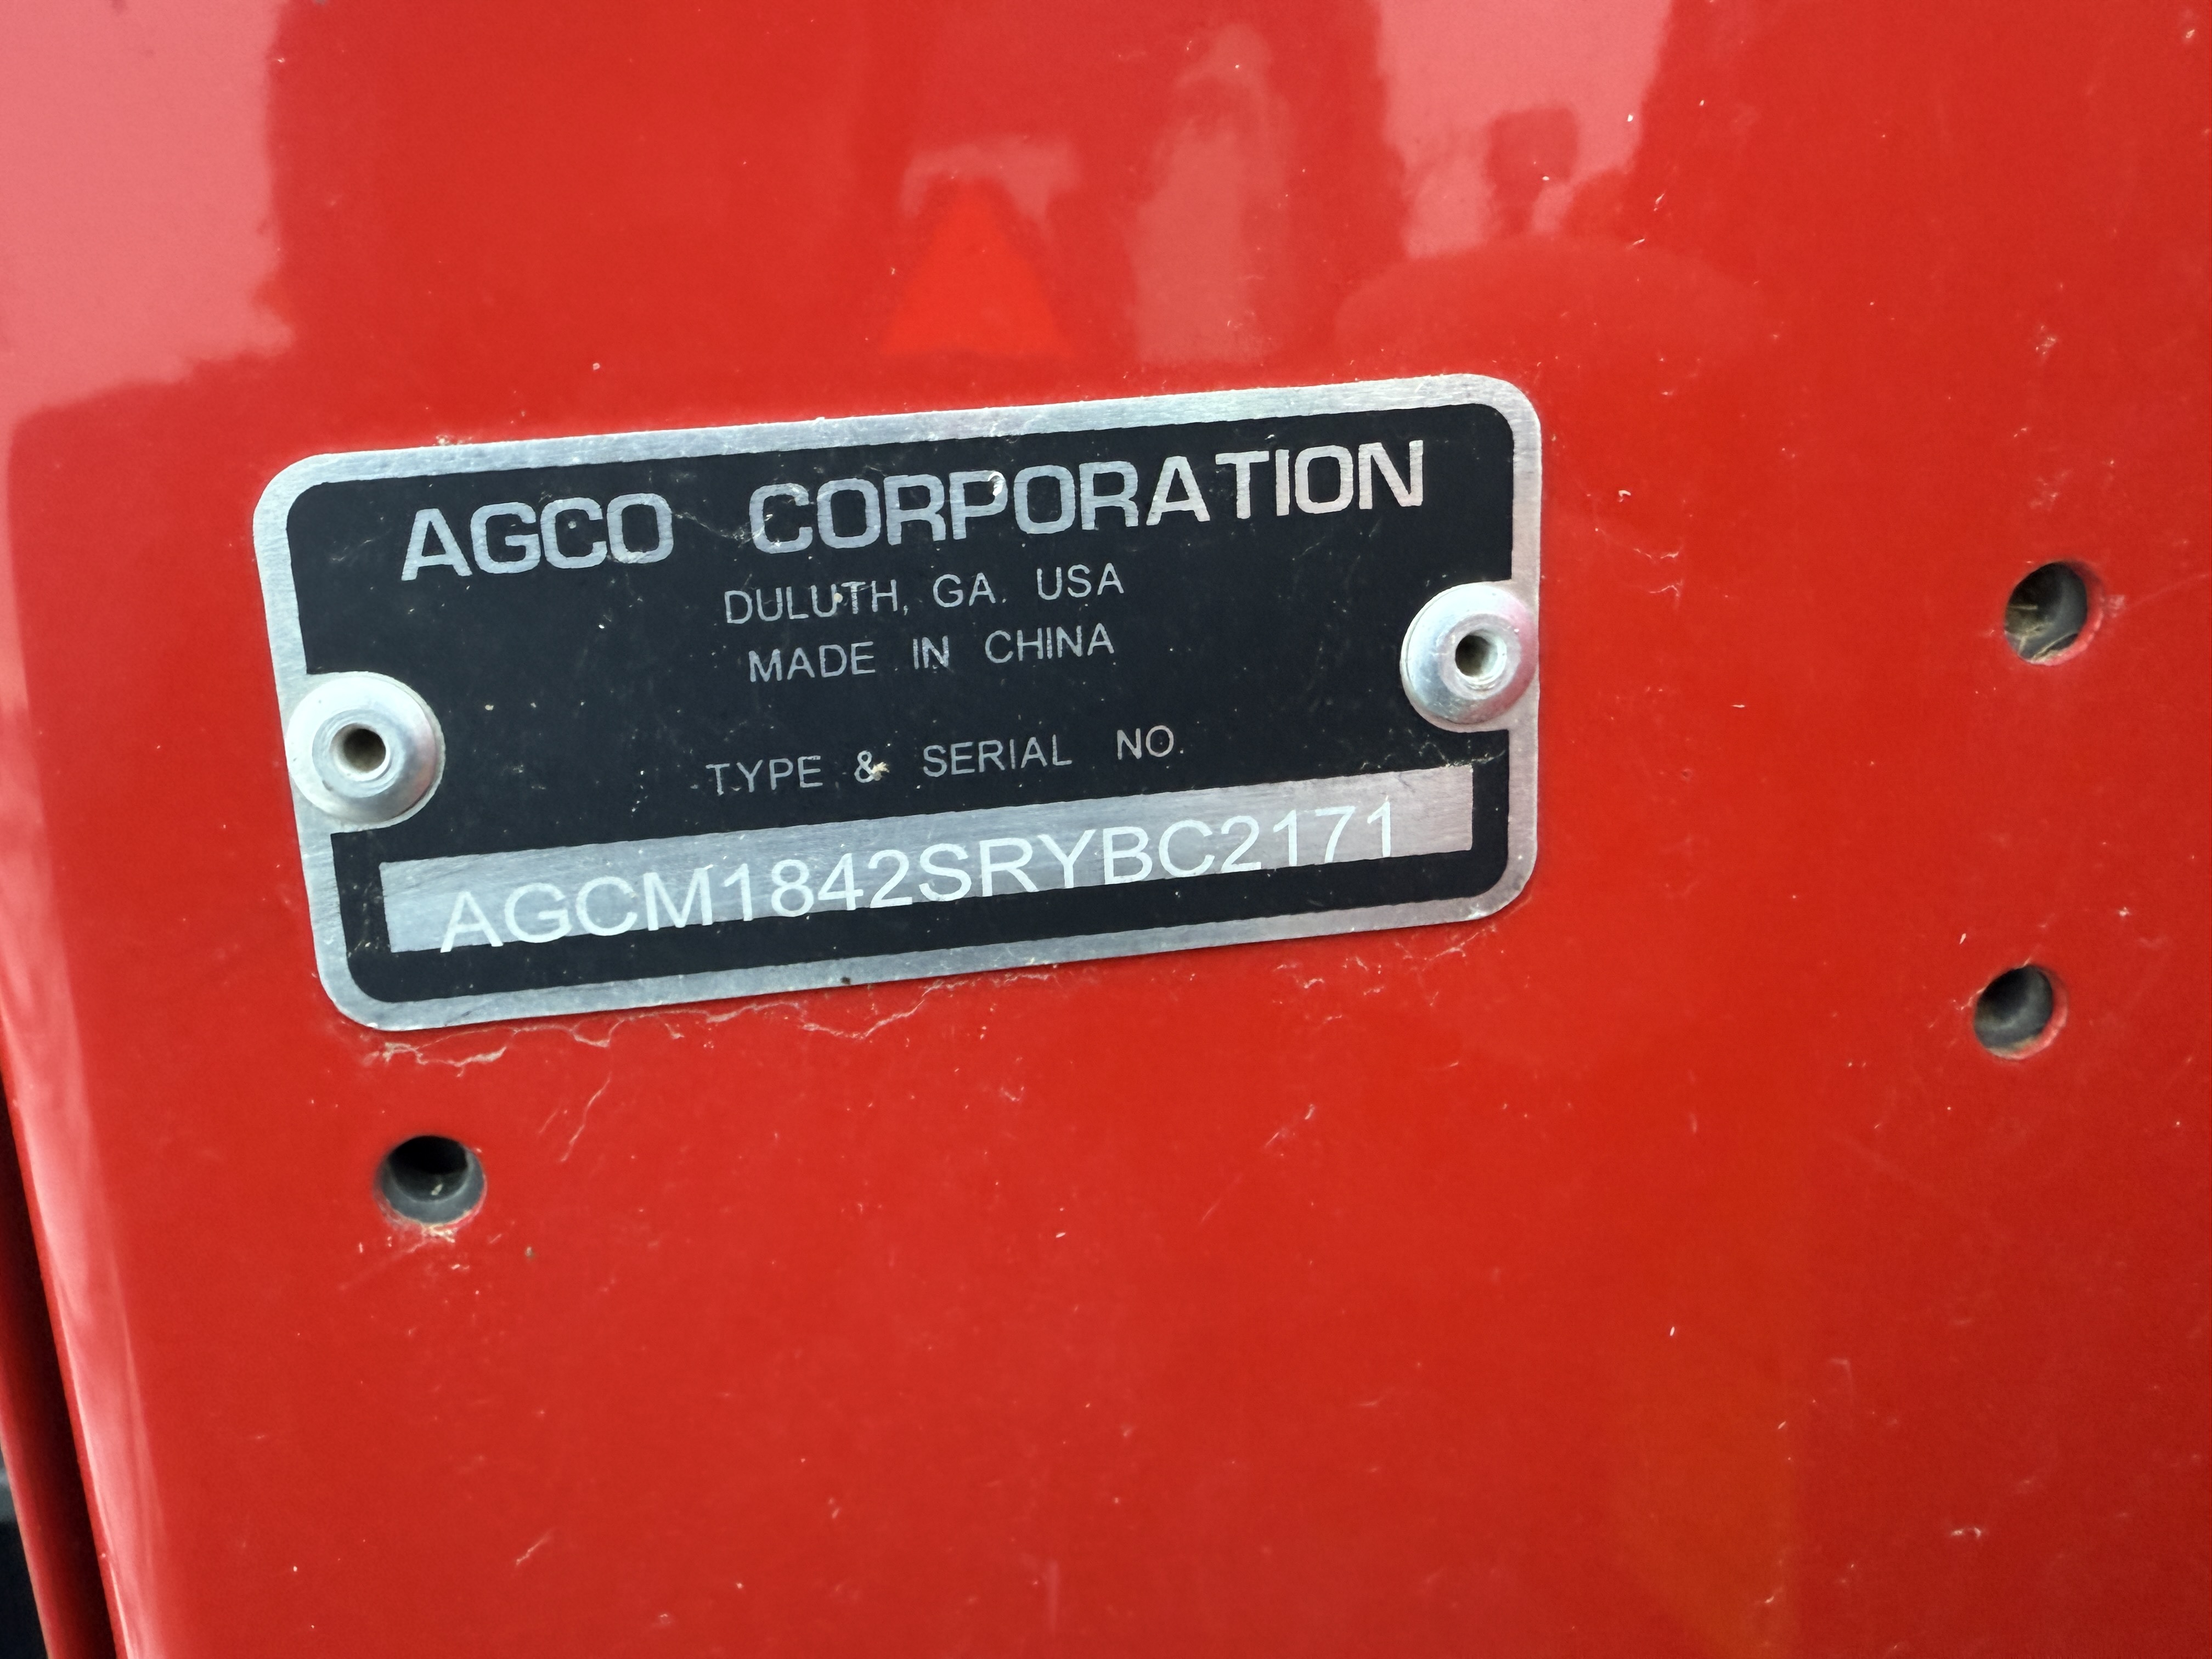 AGCO CORPORATION
DULUTH, GA. USA
MADE IN CHINA
TYPE & SERIAL NO.
AGCM1842SRYBC2171